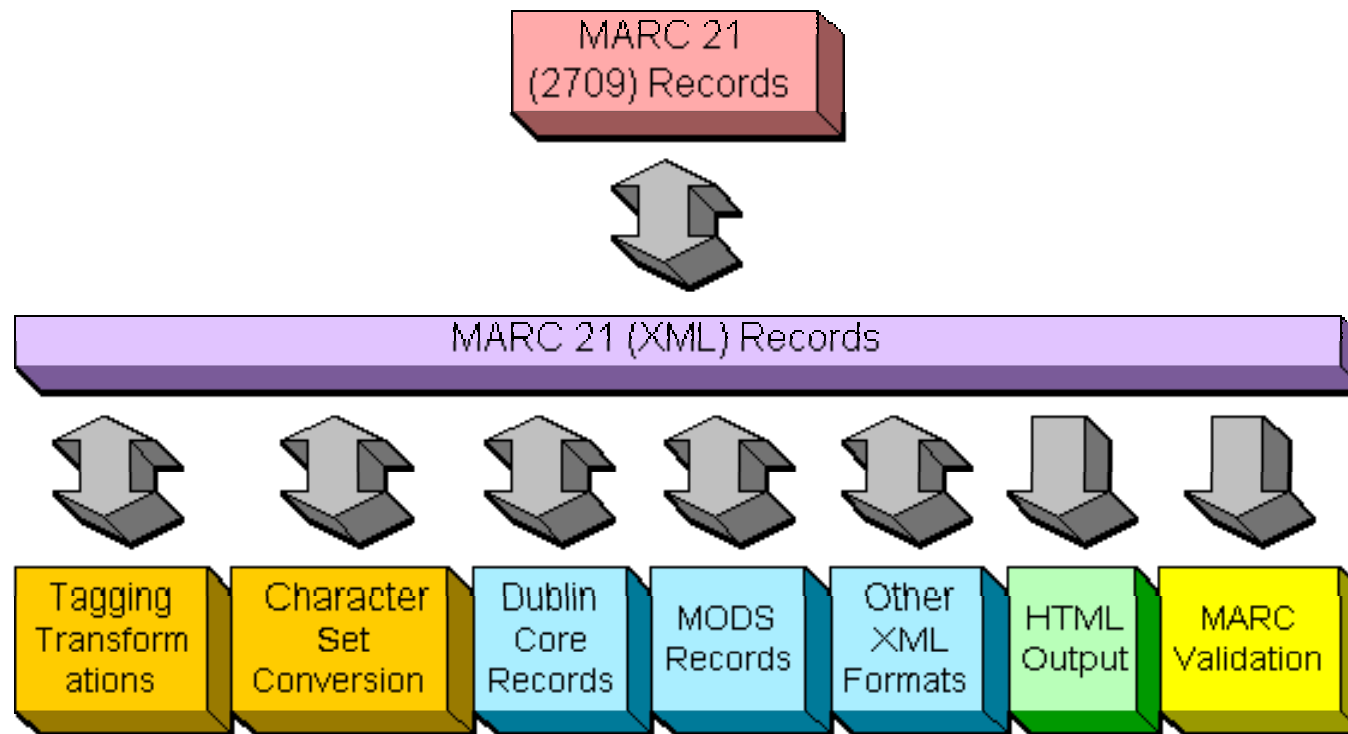 MARC 21
(2709) Records
MARC 21 (XML) Records
Tagging
Transform
ations
Character
Set
Conversion
Dublin
Core
Records
MODS
Records
Other
XML
Formats
HTML
Output
MARC
Validation